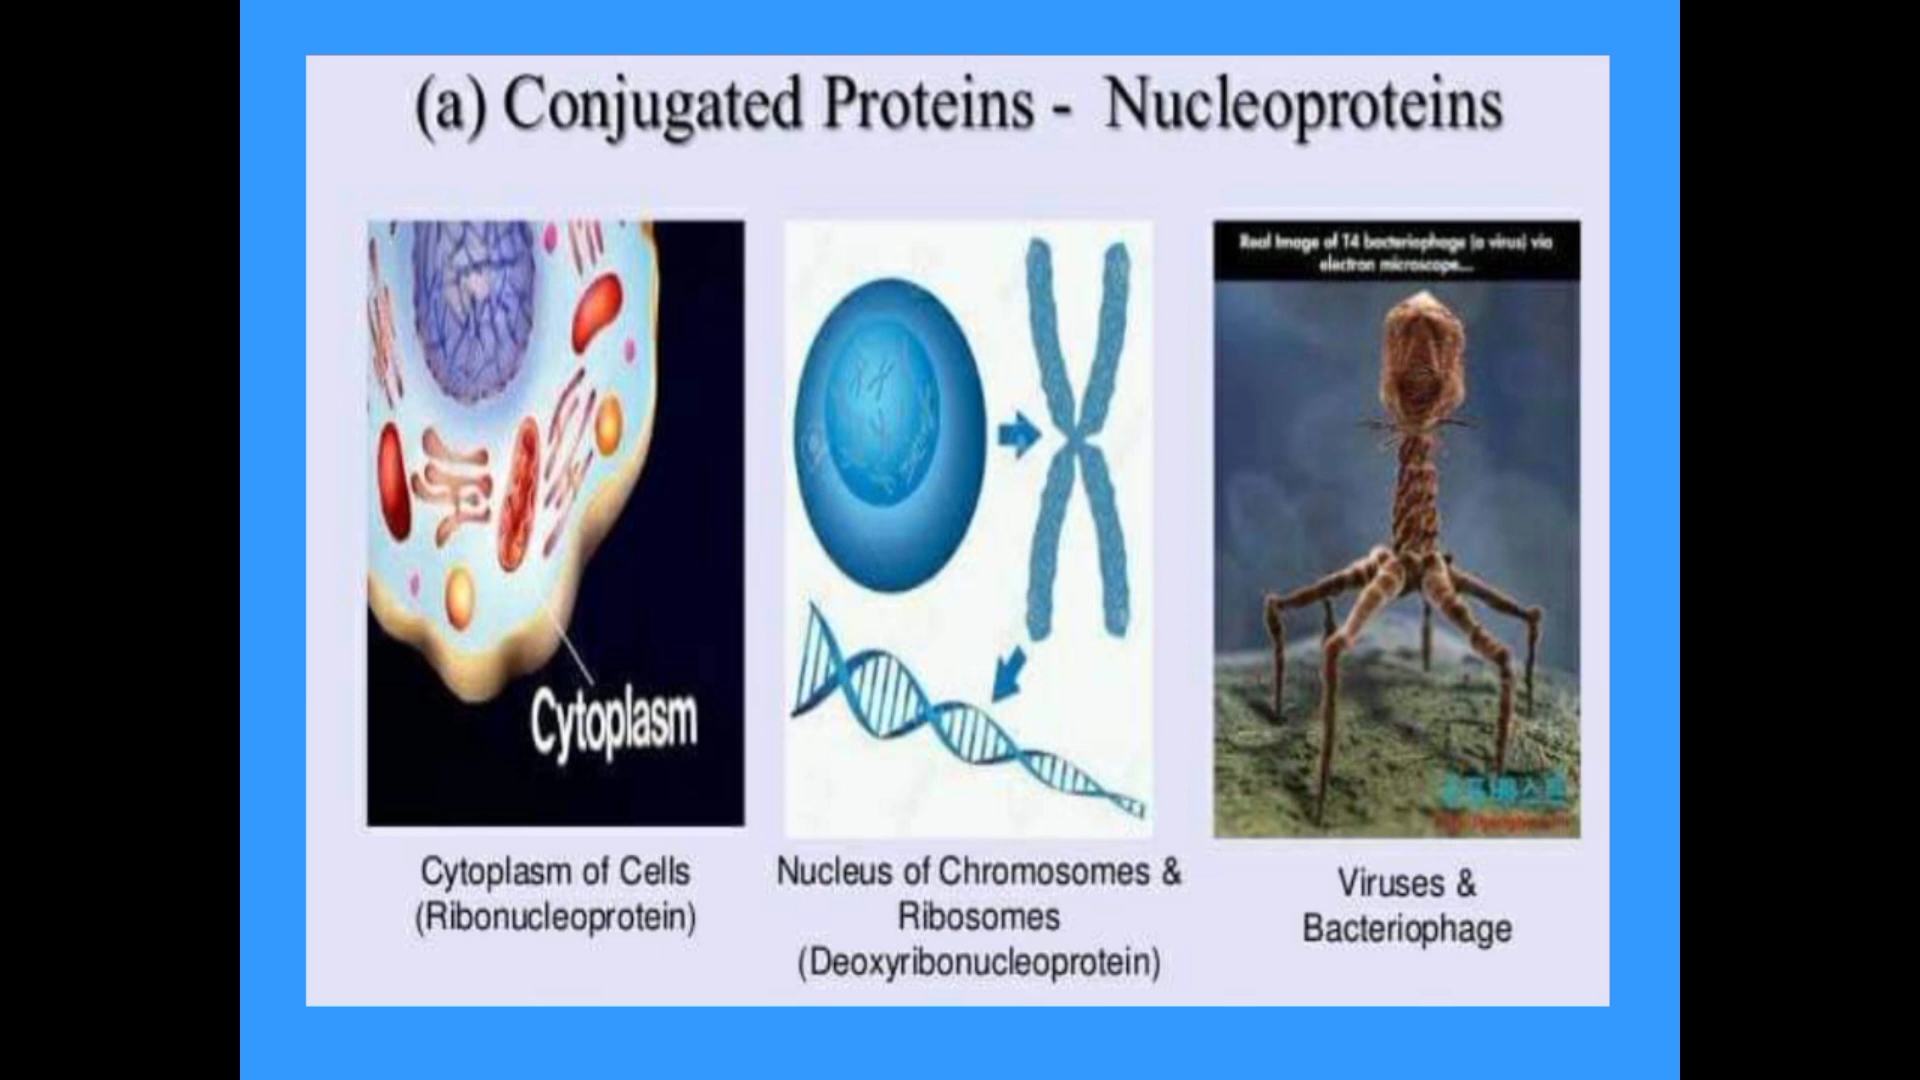 (a) Conjugated Proteins - Nucleoproteins
Real Image of T4 bacteriophage (a virus) via
electron microscope...
Cytoplasm
Cytoplasm of Cells
(Ribonucleoprotein)
Nucleus of Chromosomes &
Ribosomes
(Deoxyribonucleoprotein)
Viruses &
Bacteriophage